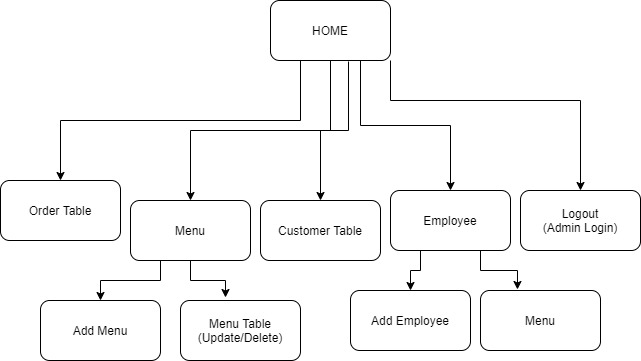 HOME
Order Table
Menu
Customer Table
Employee
Logout
(Admin Login)
Add Menu
Menu Table
(Update/Delete)
Add Employee
Menu